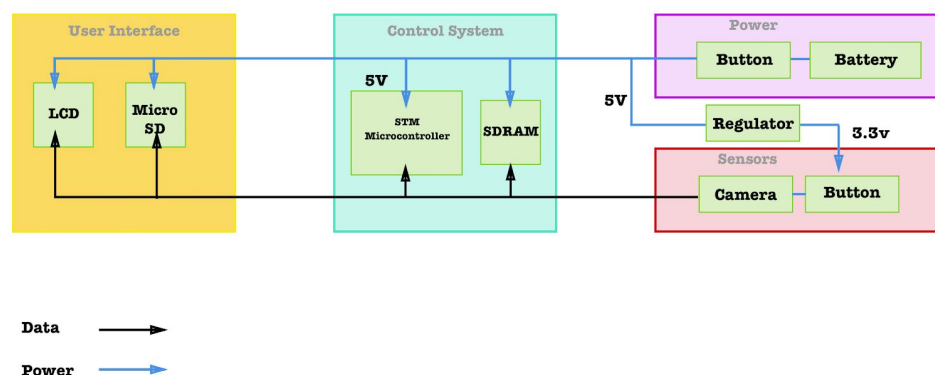 User Interface
Control System
Power
Button
Battery
5V
5V
LCD
Micro
SD
STM
Microcontroller
SDRAM
Regulator
3.3v
Sensors
Camera
Button
Data
Power